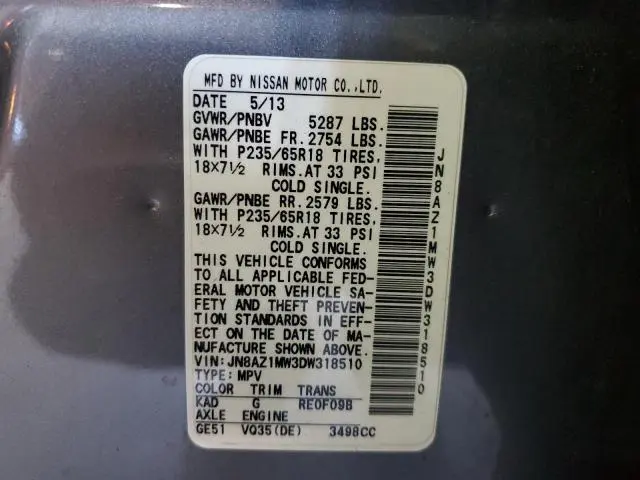 MFD BY NISSAN MOTOR CO.,LTD.
DATE 5/13
GVWR/PNBV 5287 LBS.
GAWR/PNBE FR. 2754 LBS.
WITH P235/65R18 TIRES,
18×7½ RIMS.AT 33 PSI
COLD SINGLE.
GAWR/PNBE RR. 2579 LBS.
WITH P235/65R18 TIRES,
18×7½ RIMS.AT 33 PSI
COLD SINGLE.
THIS VEHICLE CONFORMS
TO ALL APPLICABLE FED-
ERAL MOTOR VEHICLE SA-
FETY AND THEFT PREVEN-
TION STANDARDS IN EFF-
ECT ON THE DATE OF MA-
NUFACTURE SHOWN ABOVE.
VIN: JN8AZ1MW3DW318510
TYPE: MPV
COLOR TRIM TRANS
KAD G RE0F09B
AXLE ENGINE
GE51 VQ35(DE) 3498CC
JN8AZ1MW3DW318510